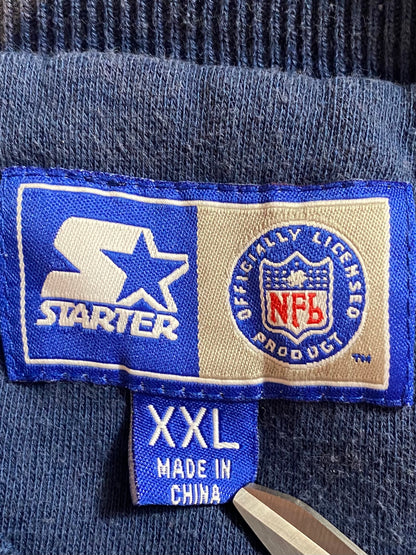 STARTER
OFFICIALLY LICENSED
NFL
PRODUCT
TM
XXL
MADE IN
CHINA